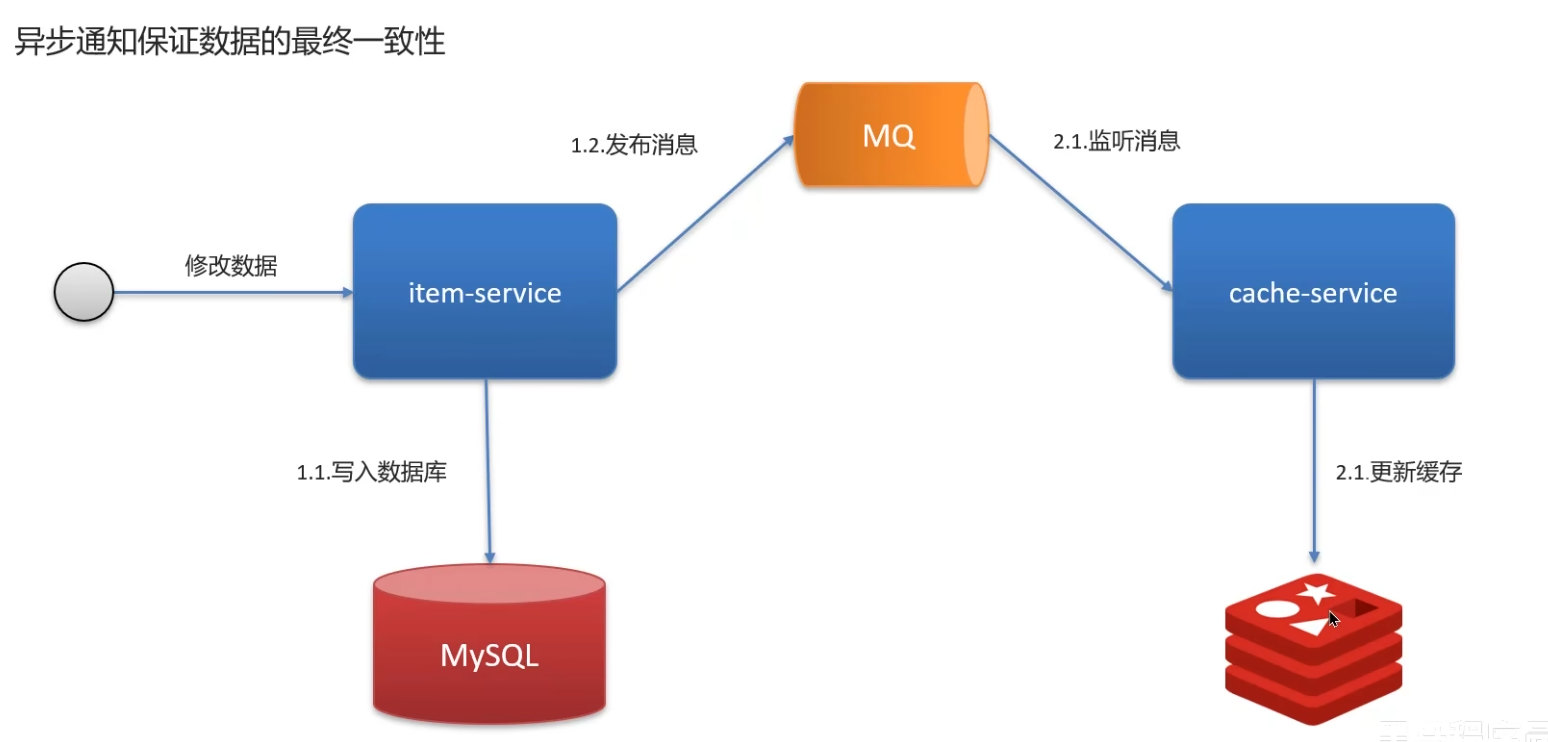 异步通知保证数据的最终一致性
MQ
1.2.发布消息
2.1.监听消息
修改数据
item-service
cache-service
1.1.写入数据库
2.1.更新缓存
MySQL